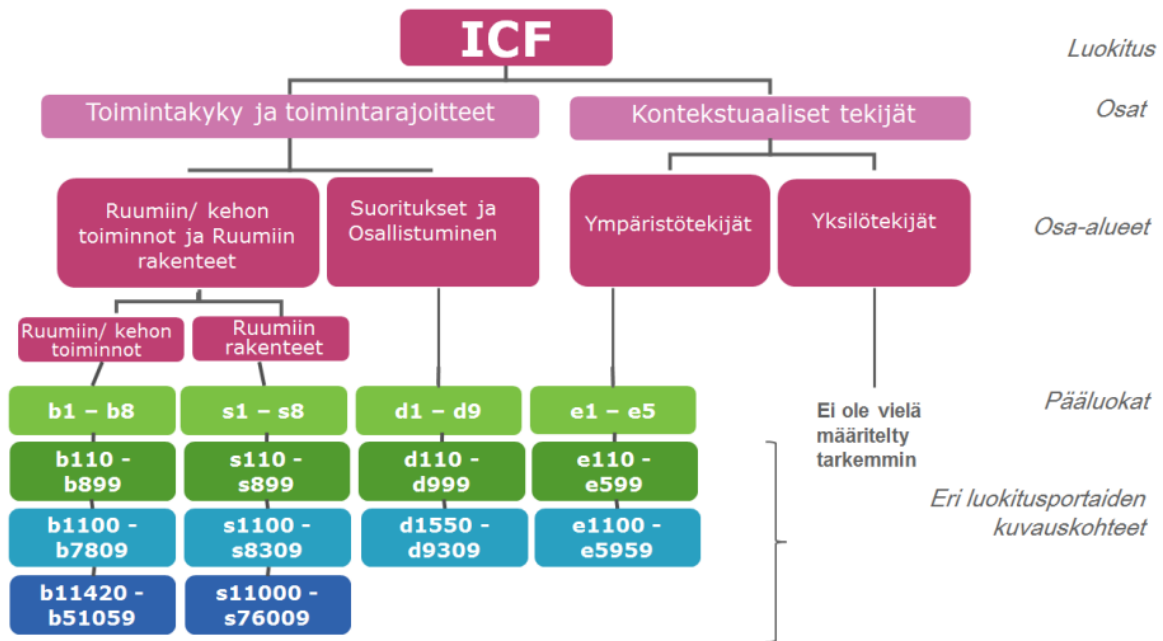 ICF
Luokitus
Toimintakyky ja toimintarajoitteet
Kontekstuaaliset tekijät
Osat
Ruumiin/ kehon
toiminnot ja Ruumiin
rakenteet
Suoritukset ja
Osallistuminen
Ympäristötekijät
Yksilötekijät
Osa-alueet
Ruumiin/ kehon
toiminnot
Ruumiin
rakenteet
b1 – b8
s1 – s8
d1 – d9
e1 – e5
Ei ole vielä
määritelty
tarkemmin
Pääluokat
b110 -
b899
s110 -
s899
d110 -
d999
e110 -
e599
Eri luokitusportaiden
kuvauskohteet
b1100 -
b7809
s1100 -
s8309
d1550 -
d9309
e1100 -
e5959
b11420 -
b51059
s11000 -
s76009